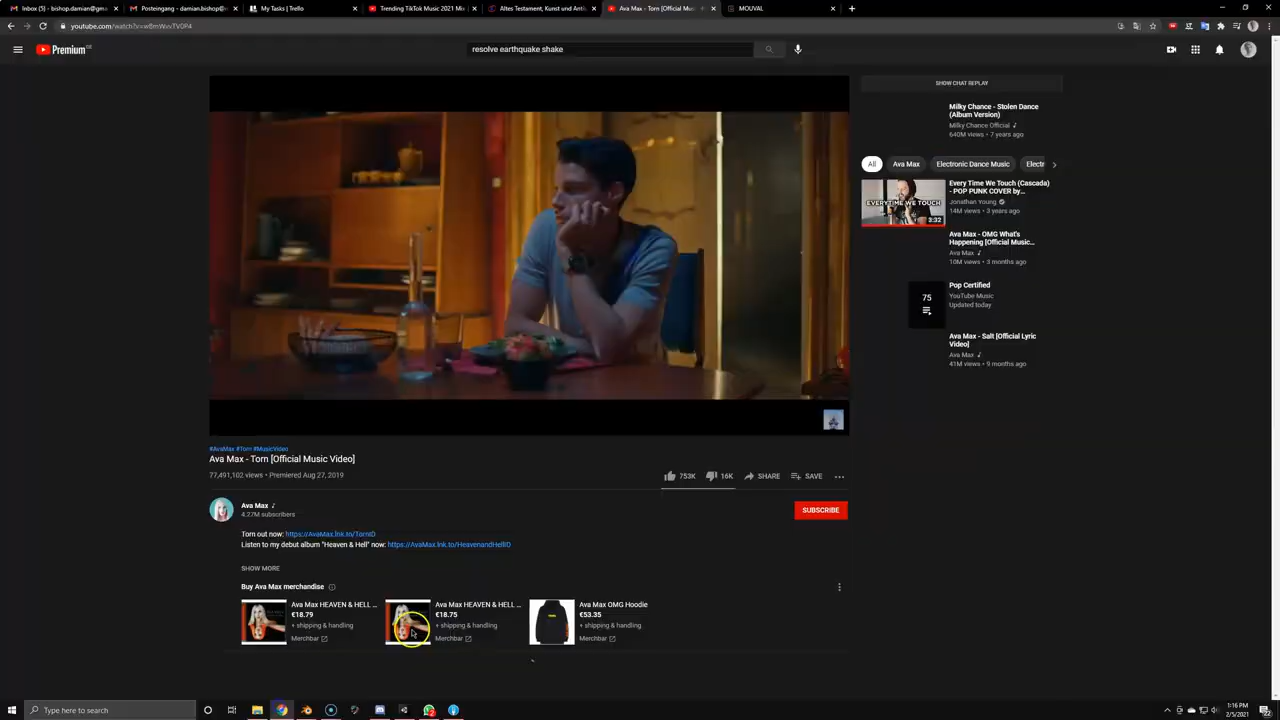 Inbox (5) - bishop.damian@gma
Posteingang - damian.bishop@n
My Tasks | Trello
Trending TikTok Music 2021 Mix
Altes Testament, Kunst und Antiu
Ava Max - Torn [Official Mus
MOUVAL
Premium
resolve earthquake shake
SHOW CHAT REPLAY
Milky Chance - Stolen Dance
(Album Version)
Milky Chance Official
640M views • 7 years ago
All
Ava Max
Electronic Dance Music
Electr
Every Time We Touch (Cascada)
- POP PUNK COVER by...
Jonathan Young
14M views • 3 years ago
EVERYTIME WE TOUCH
3:32
Ava Max - OMG What's
Happening [Official Music...
Ava Max
10M views • 3 months ago
75
Pop Certified
YouTube Music
Updated today
Ava Max - Salt [Official Lyric
Video]
Ava Max
41M views • 9 months ago
#AvaMax #Torn #MusicVideo
Ava Max - Torn [Official Music Video]
77,491,102 views • Premiered Aug 27, 2019
753K
16K
SHARE
SAVE
Ava Max
4.27M subscribers
SUBSCRIBE
Torn out now: https://AvaMax.lnk.to/TornID
Listen to my debut album "Heaven & Hell" now: https://AvaMax.lnk.to/HeavenandHellID
SHOW MORE
Buy Ava Max merchandise
Ava Max HEAVEN & HELL ...
€18.79
+ shipping & handling
Merchbar
Ava Max HEAVEN & HELL ...
€18.75
+ shipping & handling
Merchbar
Ava Max OMG Hoodie
€53.35
+ shipping & handling
Merchbar
Type here to search
1:16 PM
2/5/2021